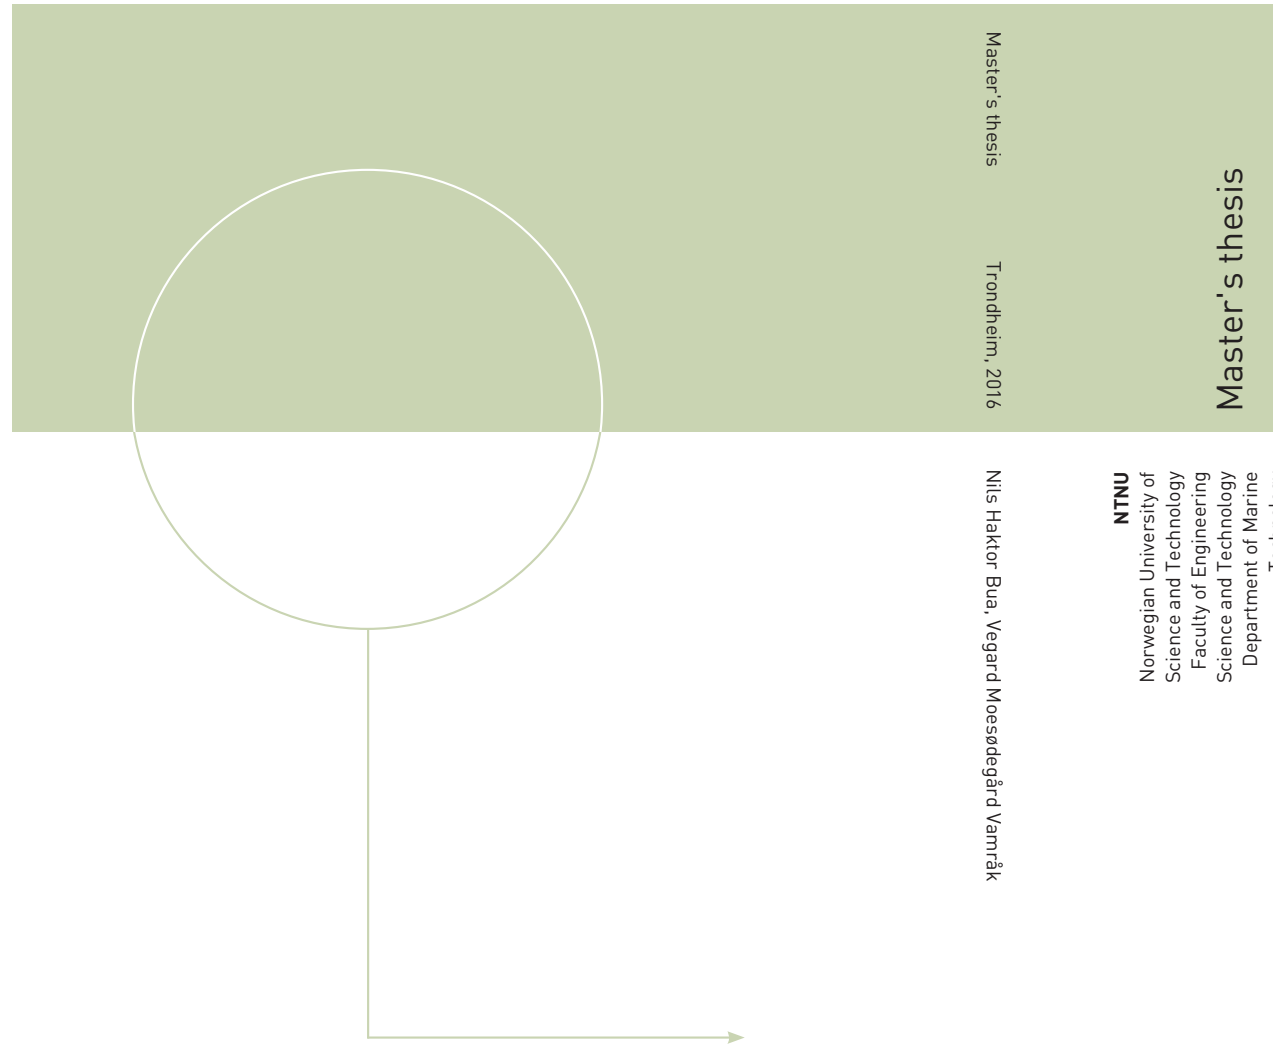 Master's thesis
Trondheim, 2016
Nils Haktor Bua, Vegard Moesødegård Vamråk
Master's thesis
NTNU
Norwegian University of
Science and Technology
Faculty of Engineering
Science and Technology
Department of Marine